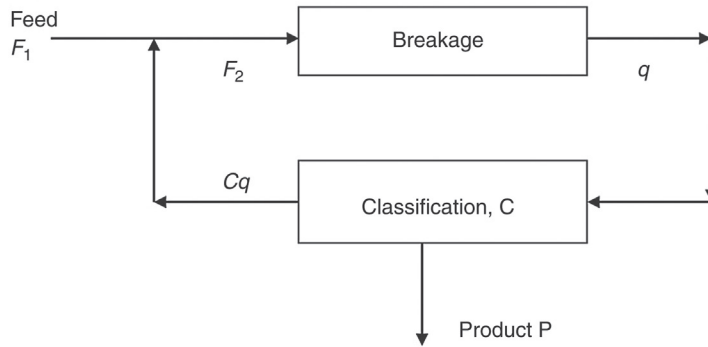 Feed
F₁
F₂
Breakage
q
Cq
Classification, C
Product P